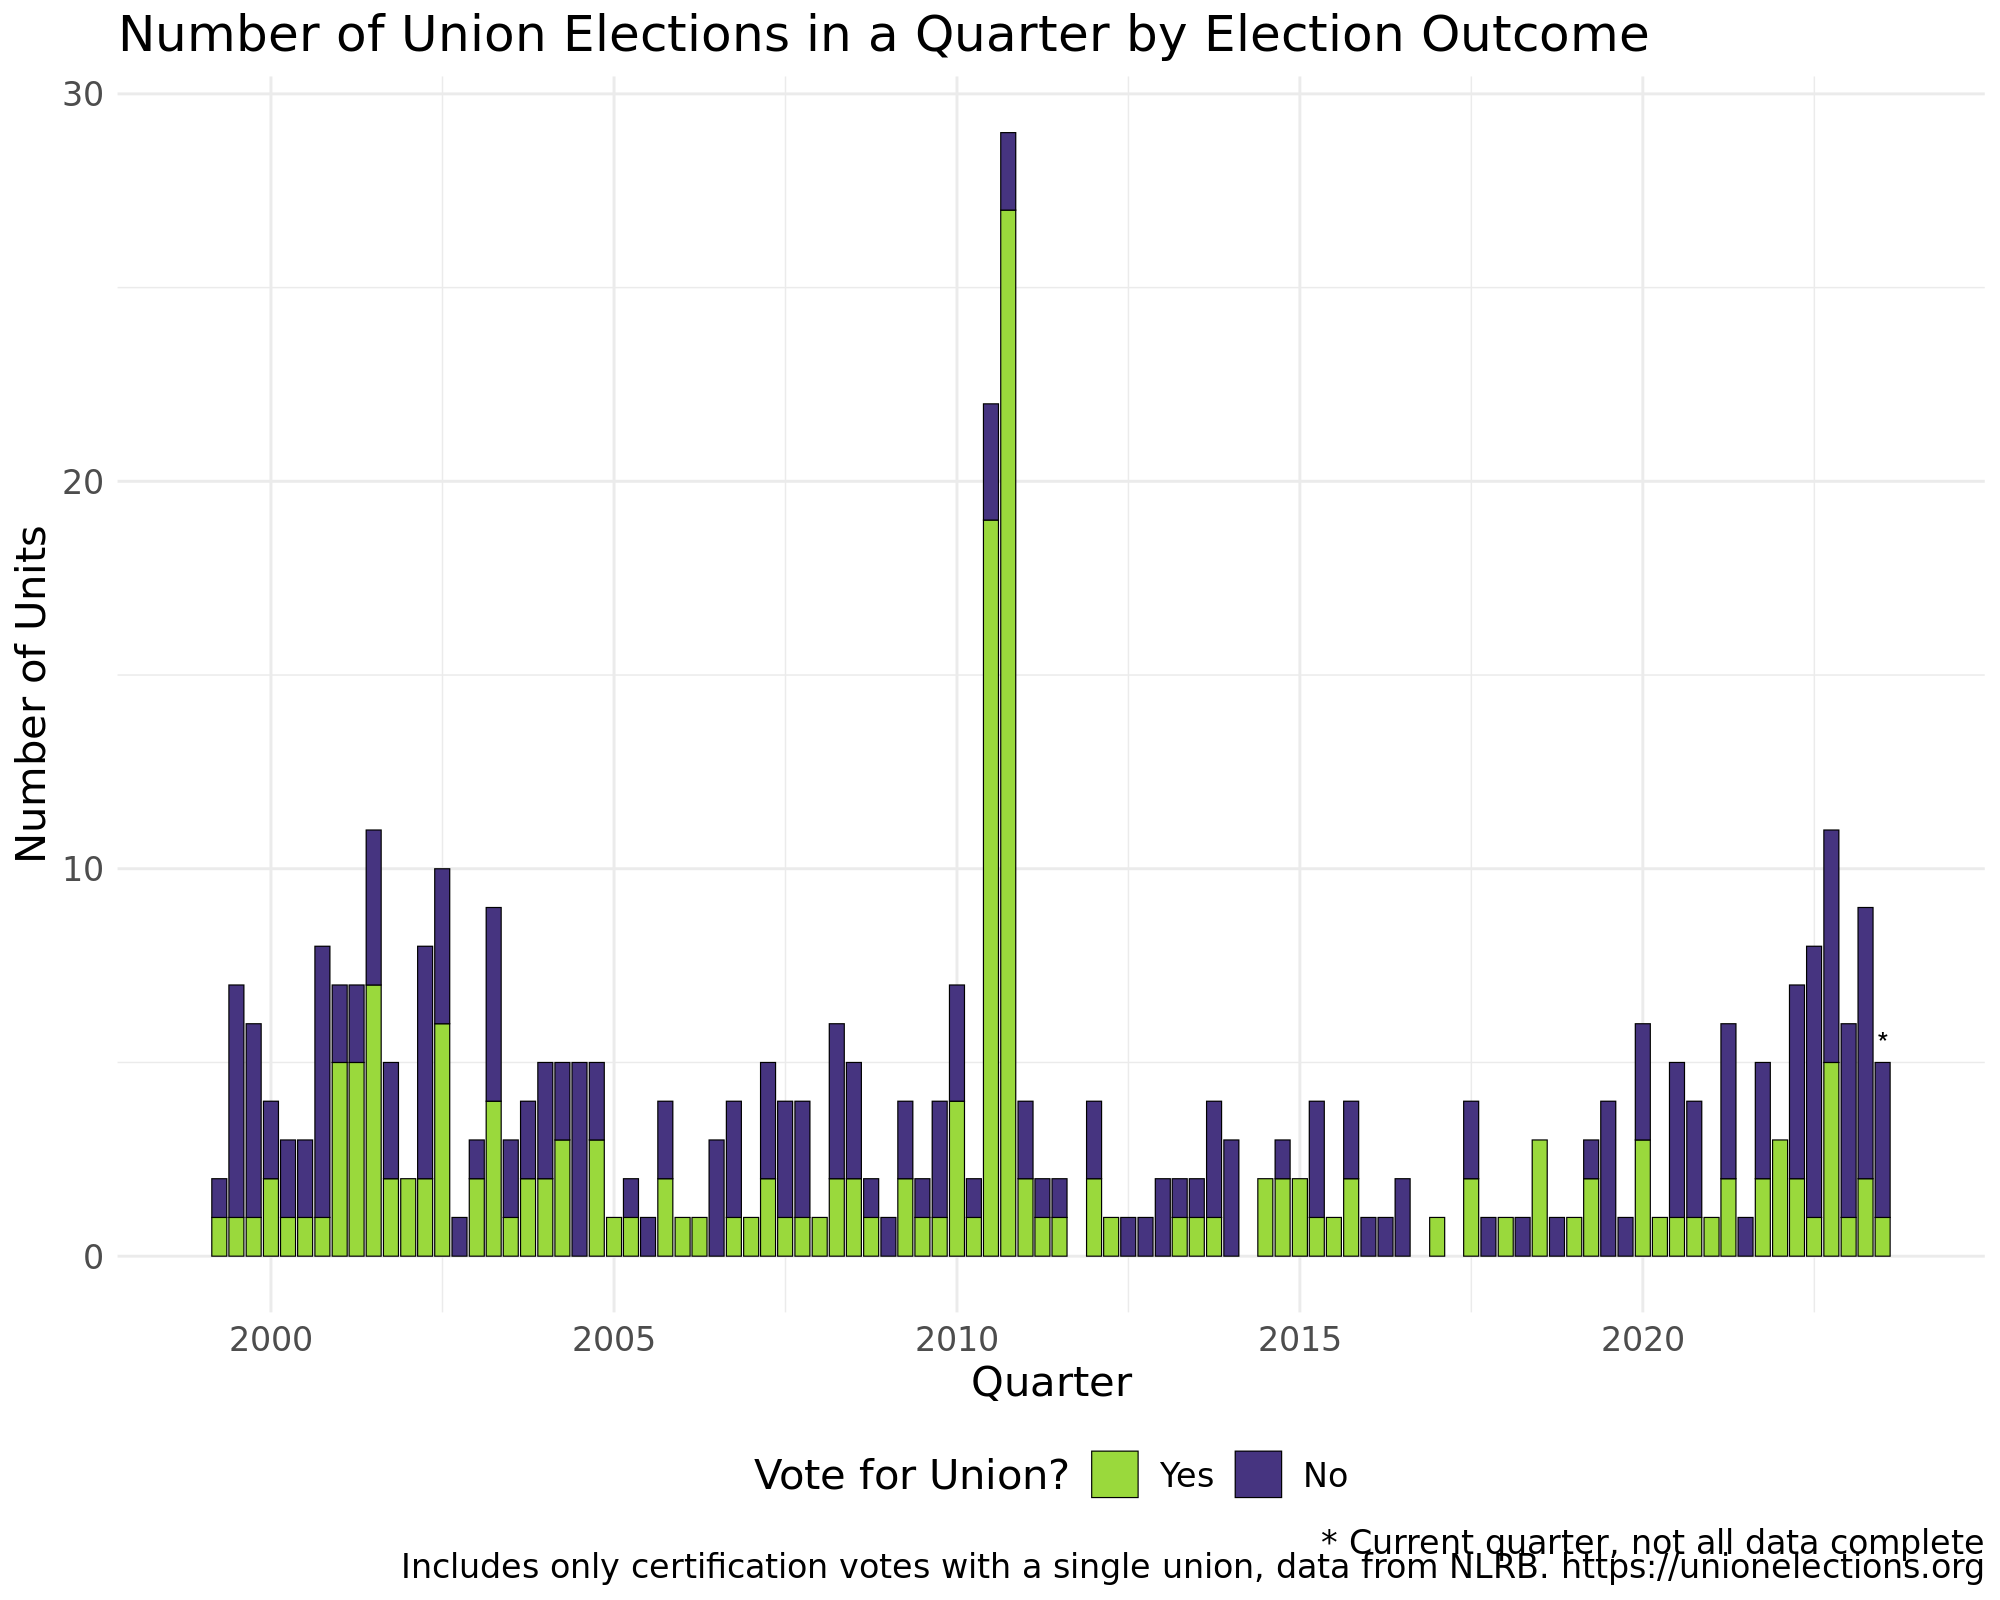 Number of Union Elections in a Quarter by Election Outcome
30
20
10
0
Number of Units
*
2000 2005 2010 2015 2020
Quarter
Vote for Union? Yes No
* Current quarter, not all data complete
Includes only certification votes with a single union, data from NLRB. https://unionelections.org